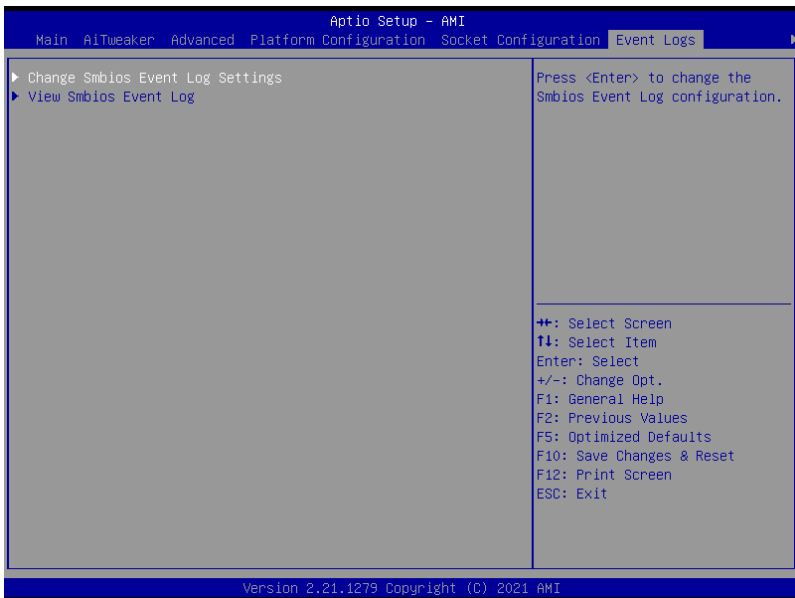 Aptio Setup – AMI
Main AiTweaker Advanced Platform Configuration Socket Configuration Event Logs
Change Smbios Event Log Settings
View Smbios Event Log
Press <Enter> to change the
Smbios Event Log configuration.
→←: Select Screen
↑↓: Select Item
Enter: Select
+/-: Change Opt.
F1: General Help
F2: Previous Values
F5: Optimized Defaults
F10: Save Changes & Reset
F12: Print Screen
ESC: Exit
Version 2.21.1279 Copyright (C) 2021 AMI